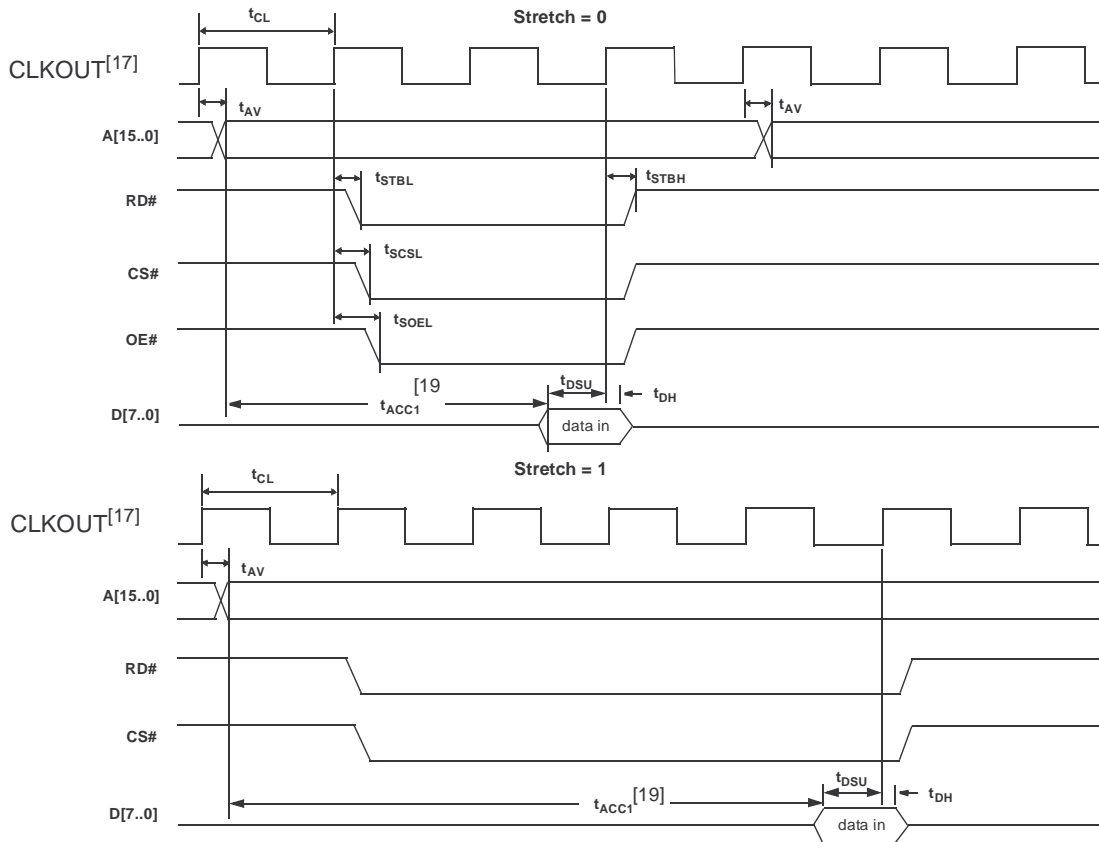 Stretch = 0
tCL
CLKOUT[17]
tAV
tAV
A[15..0]
tSTBL
tSTBH
RD#
tSCSL
CS#
tSOEL
OE#
[19
tDSU
tACC1
tDH
D[7..0]
data in
Stretch = 1
tCL
CLKOUT[17]
tAV
A[15..0]
RD#
CS#
tDSU
tACC1[19]
tDH
D[7..0]
data in